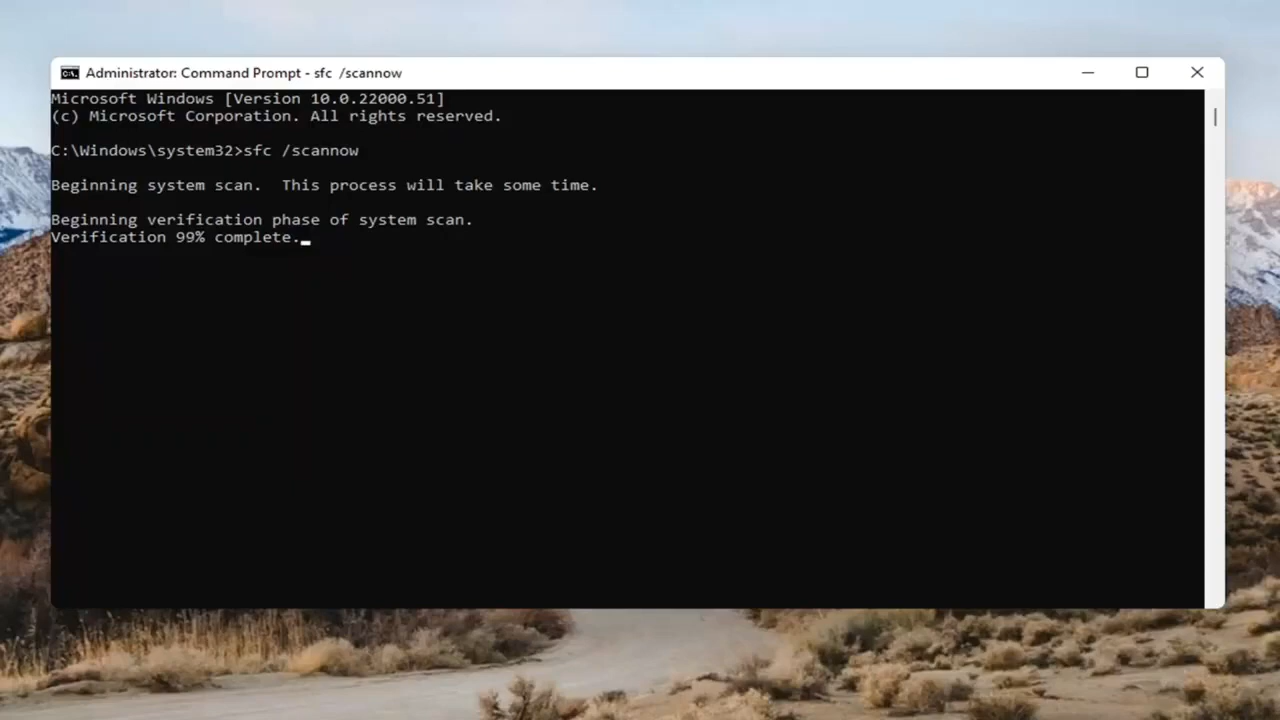 Administrator: Command Prompt - sfc  /scannow
Microsoft Windows [Version 10.0.22000.51]
(c) Microsoft Corporation. All rights reserved.
C:\Windows\system32>sfc /scannow
Beginning system scan.  This process will take some time.
Beginning verification phase of system scan.
Verification 99% complete.